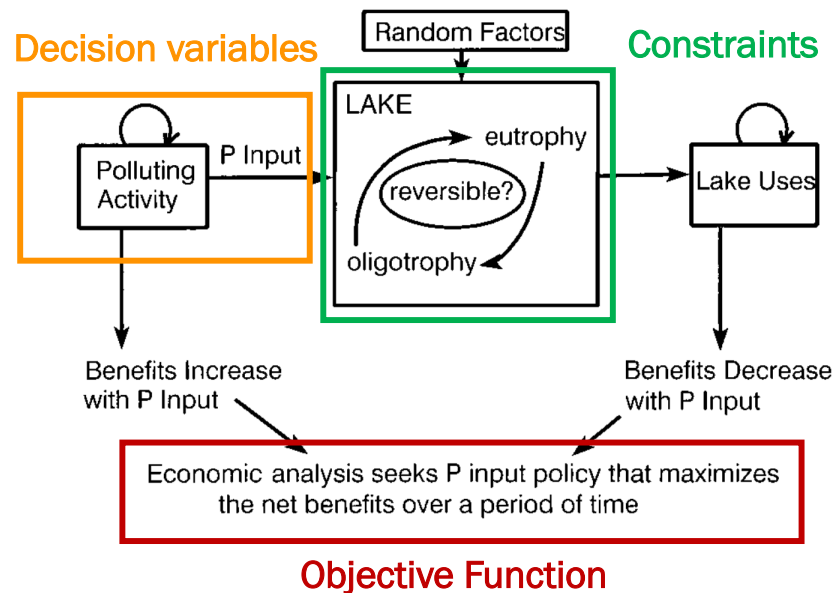 Decision variables
Random Factors
Constraints
LAKE
P Input
Polluting
Activity
eutrophy
reversible?
oligotrophy
Lake Uses
Benefits Increase
with P Input
Benefits Decrease
with P Input
Economic analysis seeks P input policy that maximizes
the net benefits over a period of time
Objective Function